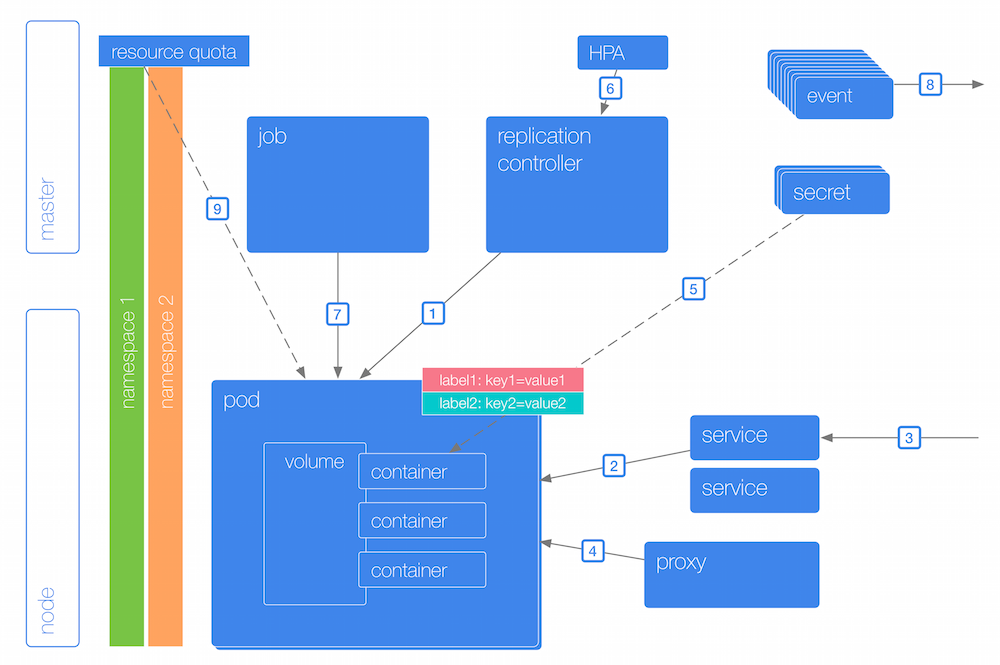 resource quota
HPA
event
8
6
job
replication
controller
secret
master
9
5
7
1
namespace 1
namespace 2
label1: key1=value1
label2: key2=value2
pod
service
3
volume
container
2
service
container
4
proxy
container
node